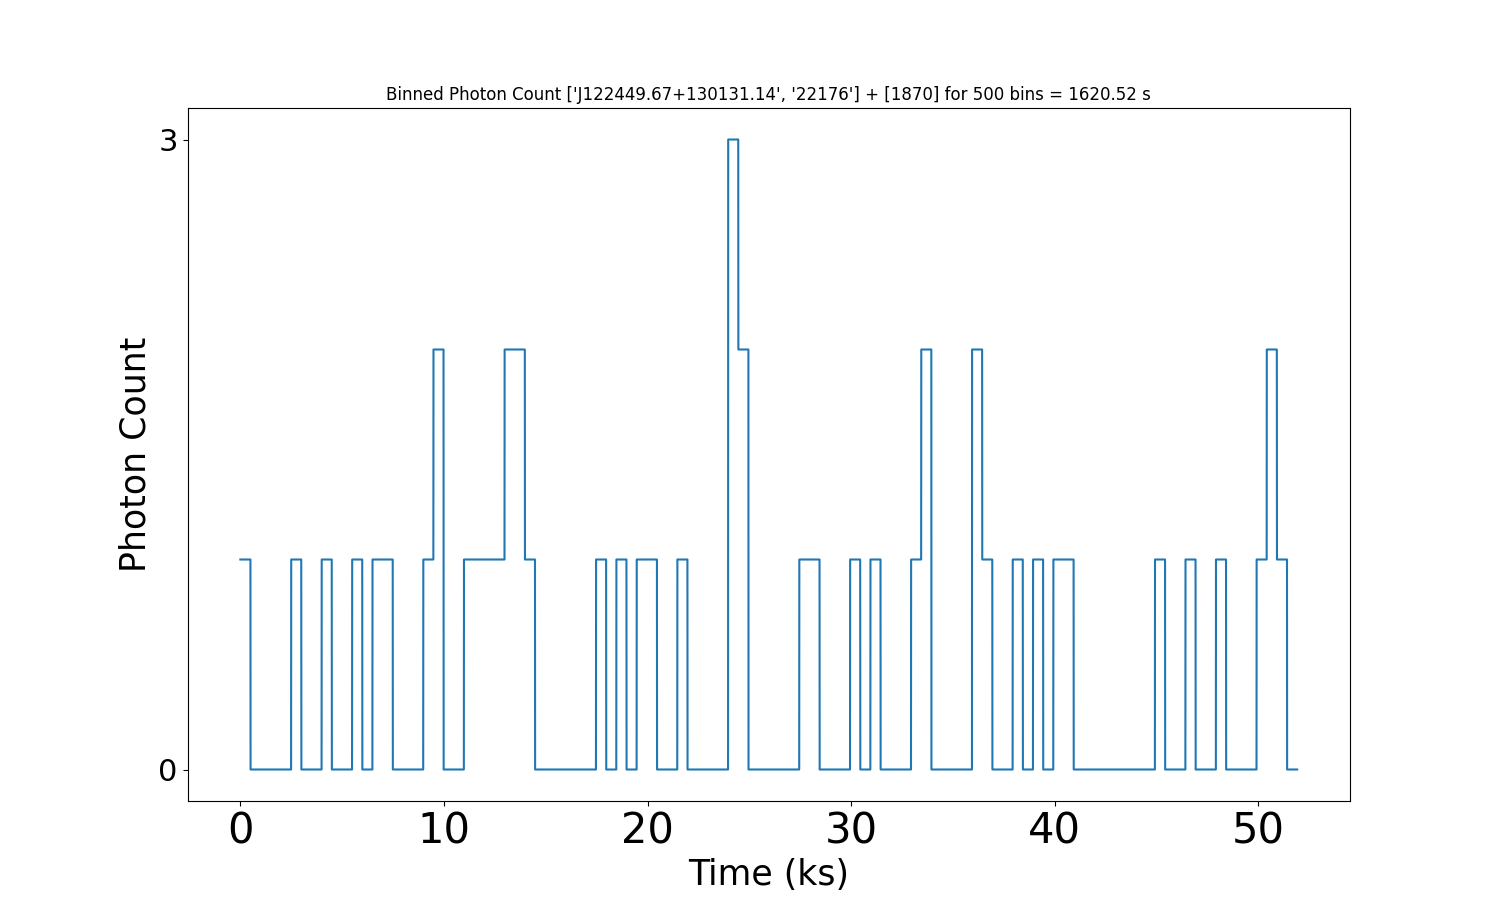 Binned Photon Count ['J122449.67+130131.14', '22176'] + [1870] for 500 bins = 1620.52 s
3
Photon Count
0
0 10 20 30 40 50
Time (ks)